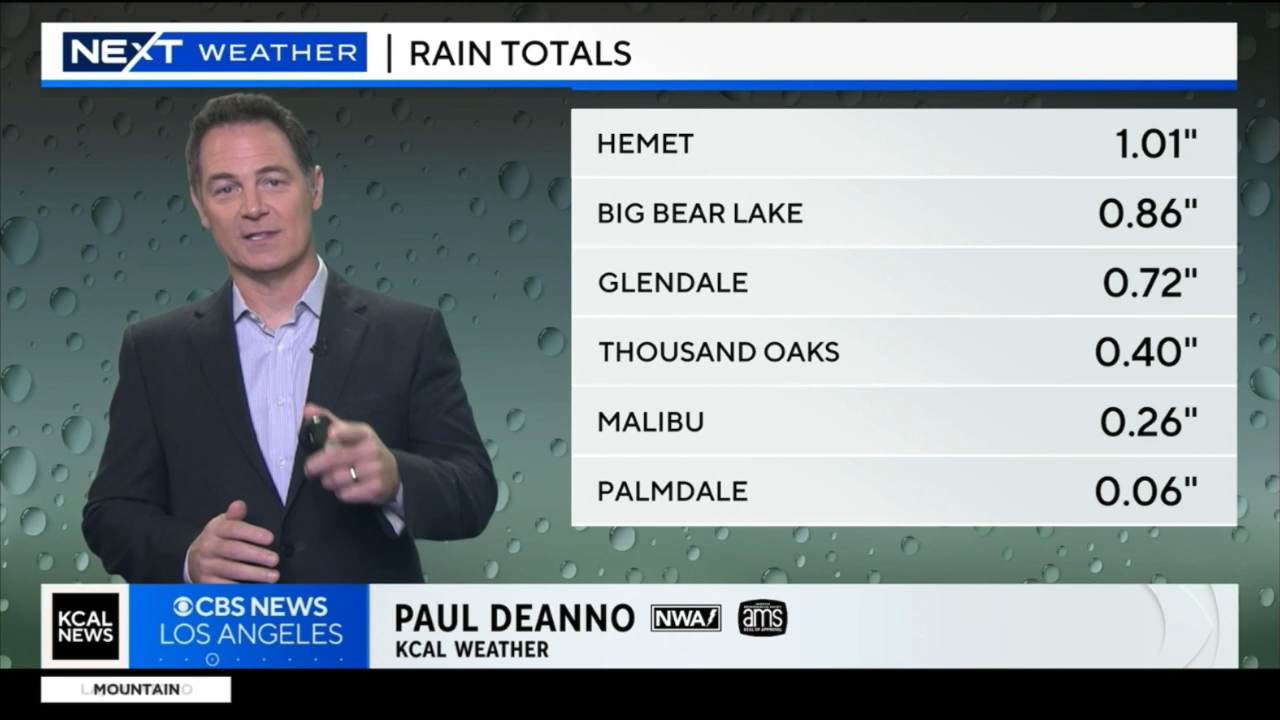 NEXT WEATHER | RAIN TOTALS
HEMET 1.01"
BIG BEAR LAKE 0.86"
GLENDALE 0.72"
THOUSAND OAKS 0.40"
MALIBU 0.26"
PALMDALE 0.06"
KCAL NEWS
CBS NEWS
LOS ANGELES
PAUL DEANNO NWA ams
KCAL WEATHER
MOUNTAIN